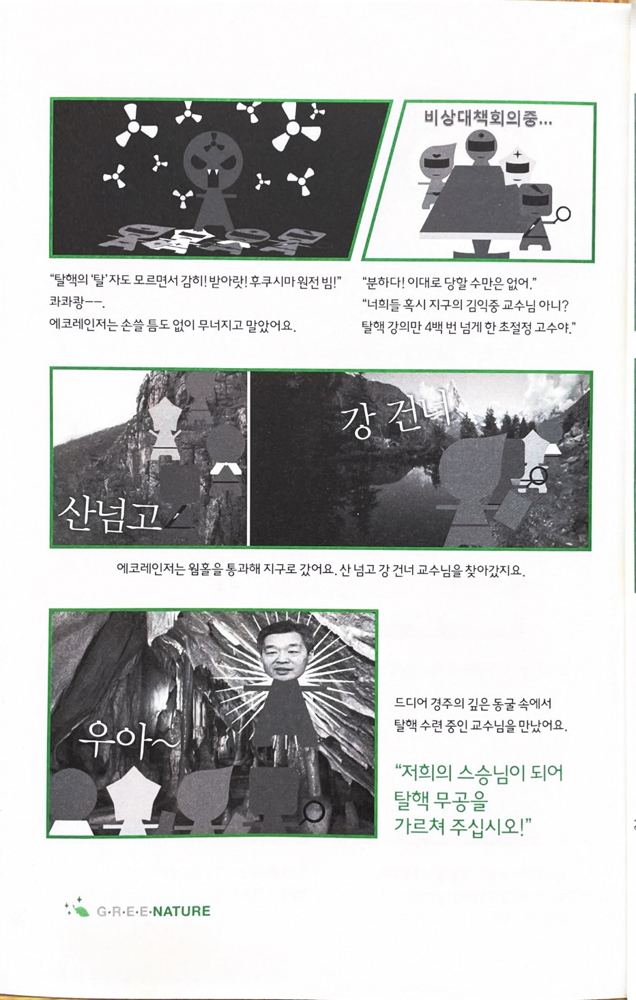 비상대책회의중...
“탈핵의 ‘탈’자도 모르면서 감히! 받아랏! 후쿠시마 원전 빔!”
콰콰쾅――.
에코레인저는 손쓸 틈도 없이 무너지고 말았어요.
“분하다! 이대로 당할 수만은 없어.”
“너희들 혹시 지구의 김익중 교수님 아니?
탈핵 강의만 4백 번 넘게 한 초절정 고수야.”
산넘고
강 건너
에코레인저는 웜홀을 통과해 지구로 갔어요. 산 넘고 강 건너 교수님을 찾아갔지요.
우아~
드디어 경주의 깊은 동굴 속에서
탈핵 수련 중인 교수님을 만났어요.
“저희의 스승님이 되어
탈핵 무공을
가르쳐 주십시오!”
G·R·E·E·NATURE